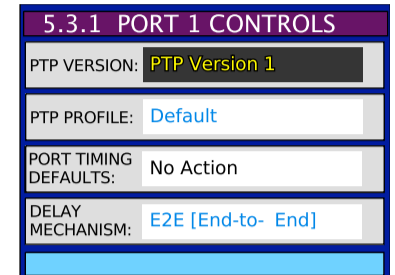 5.3.1 PORT 1 CONTROLS
PTP VERSION: PTP Version 1
PTP PROFILE: Default
PORT TIMING
DEFAULTS: No Action
DELAY
MECHANISM: E2E [End-to- End]